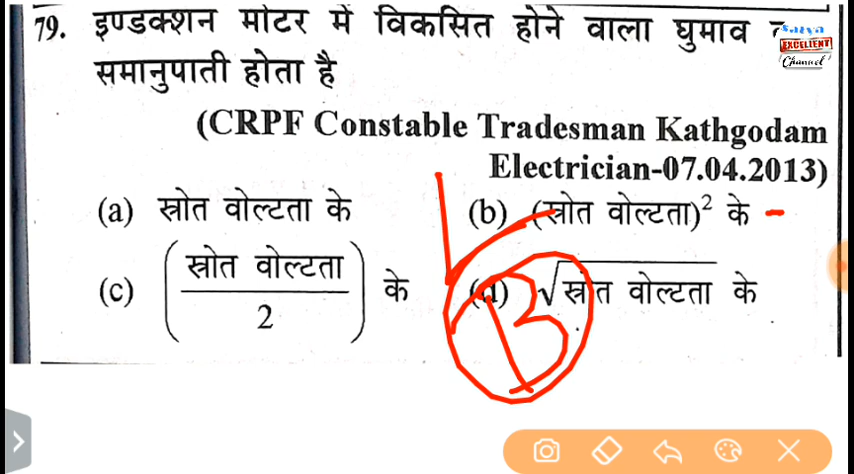 79. इण्डक्शन मोटर में विकसित होने वाला घुमाव
समानुपाती होता है
(CRPF Constable Tradesman Kathgodam
Electrician-07.04.2013)
(a) स्रोत वोल्टता के (b) (स्रोत वोल्टता)² के
(c) (स्रोत वोल्टता / 2) के (d) √स्रोत वोल्टता के
B
Satya
EXCELLENT
Channel